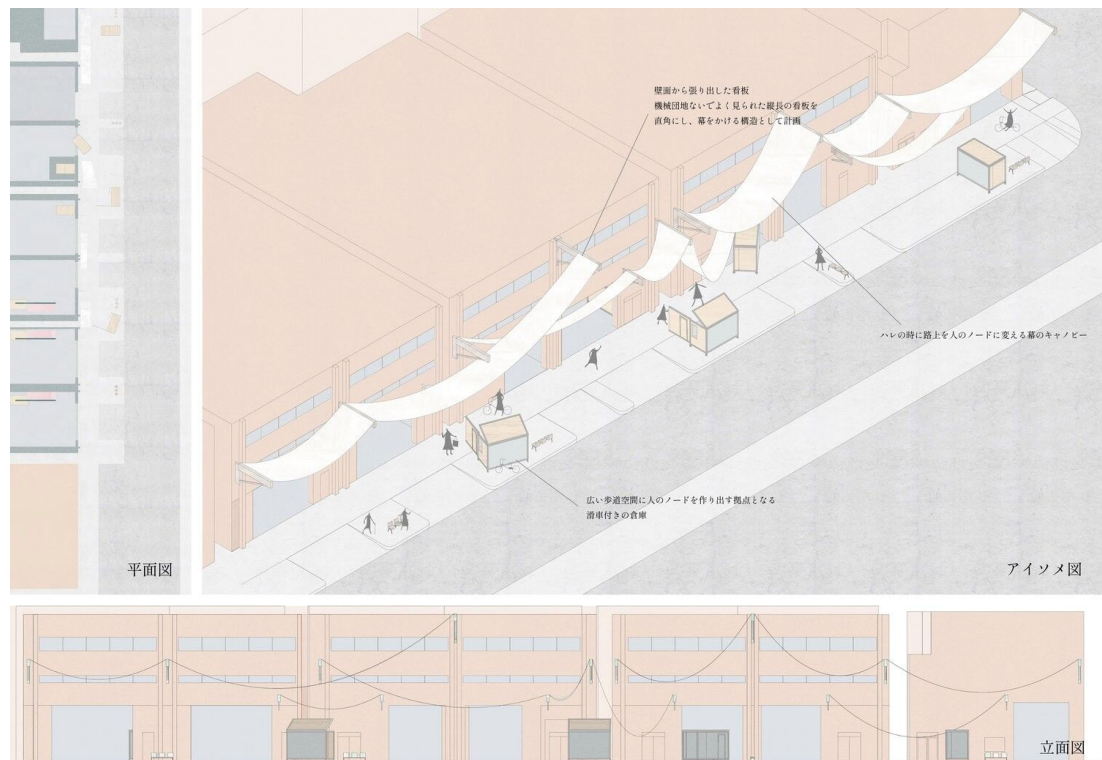 壁面から張り出した看板
機械団地ないでよく見られた縦長の看板を
直角にし、幕をかける構造として計画
ハレの時に路上を人のノードに変える幕のキャノピー
広い歩道空間に人のノードを作り出す拠点となる
滑車付きの倉庫
平面図
アイソメ図
立面図